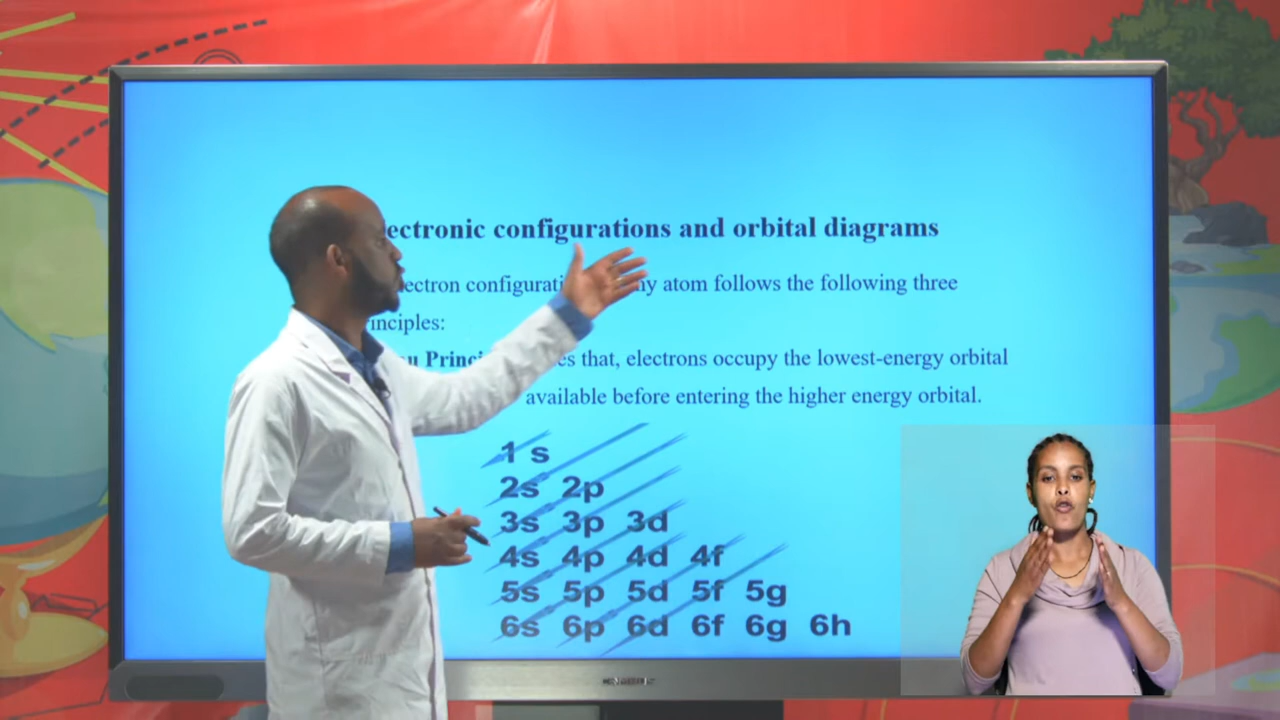 ectronic configurations and orbital diagrams
ectron configurati ny atom follows the following three
inciples:
u Princi es that, electrons occupy the lowest-energy orbital
available before entering the higher energy orbital.
1 s
2s 2p
3s 3p 3d
4s 4p 4d 4f
5s 5p 5d 5f 5g
6s 6p 6d 6f 6g 6h